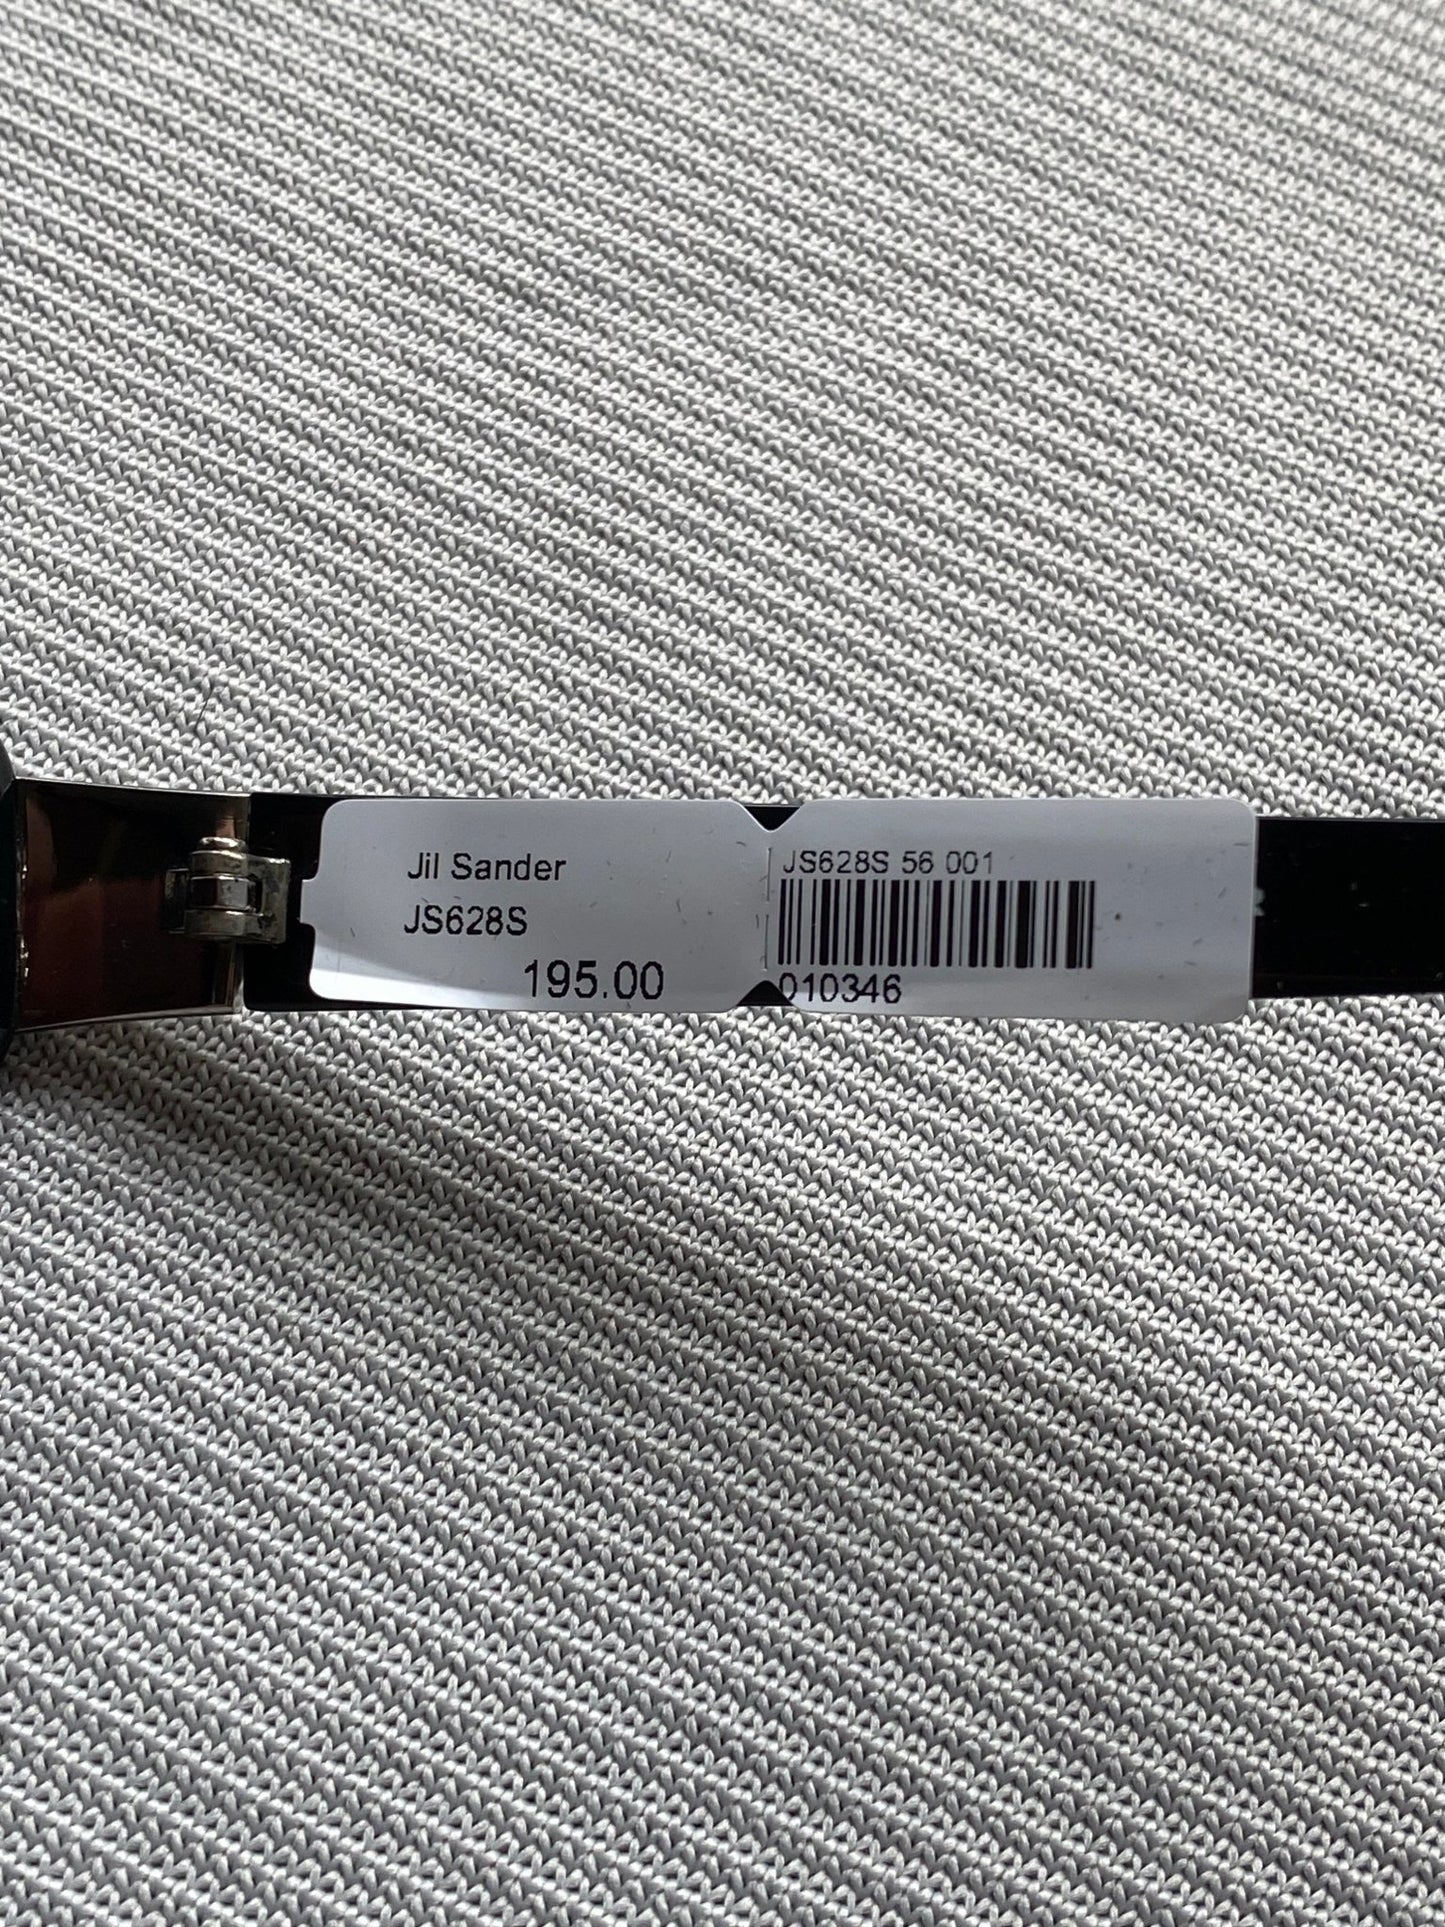 Jil Sander
JS628S
195.00
JS628S 56 001
010346